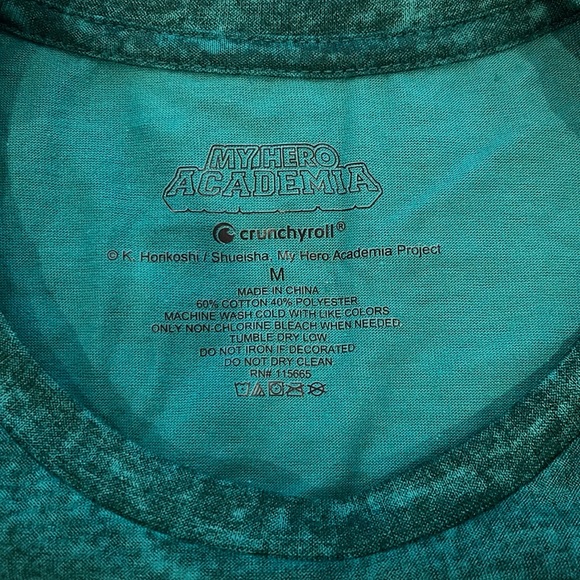 MY HERO
ACADEMIA
crunchyroll®
© K. Horikoshi / Shueisha, My Hero Academia Project
M
MADE IN CHINA
60% COTTON 40% POLYESTER
MACHINE WASH COLD WITH LIKE COLORS
ONLY NON-CHLORINE BLEACH WHEN NEEDED.
TUMBLE DRY LOW.
DO NOT IRON IF DECORATED.
DO NOT DRY CLEAN.
RN# 115665